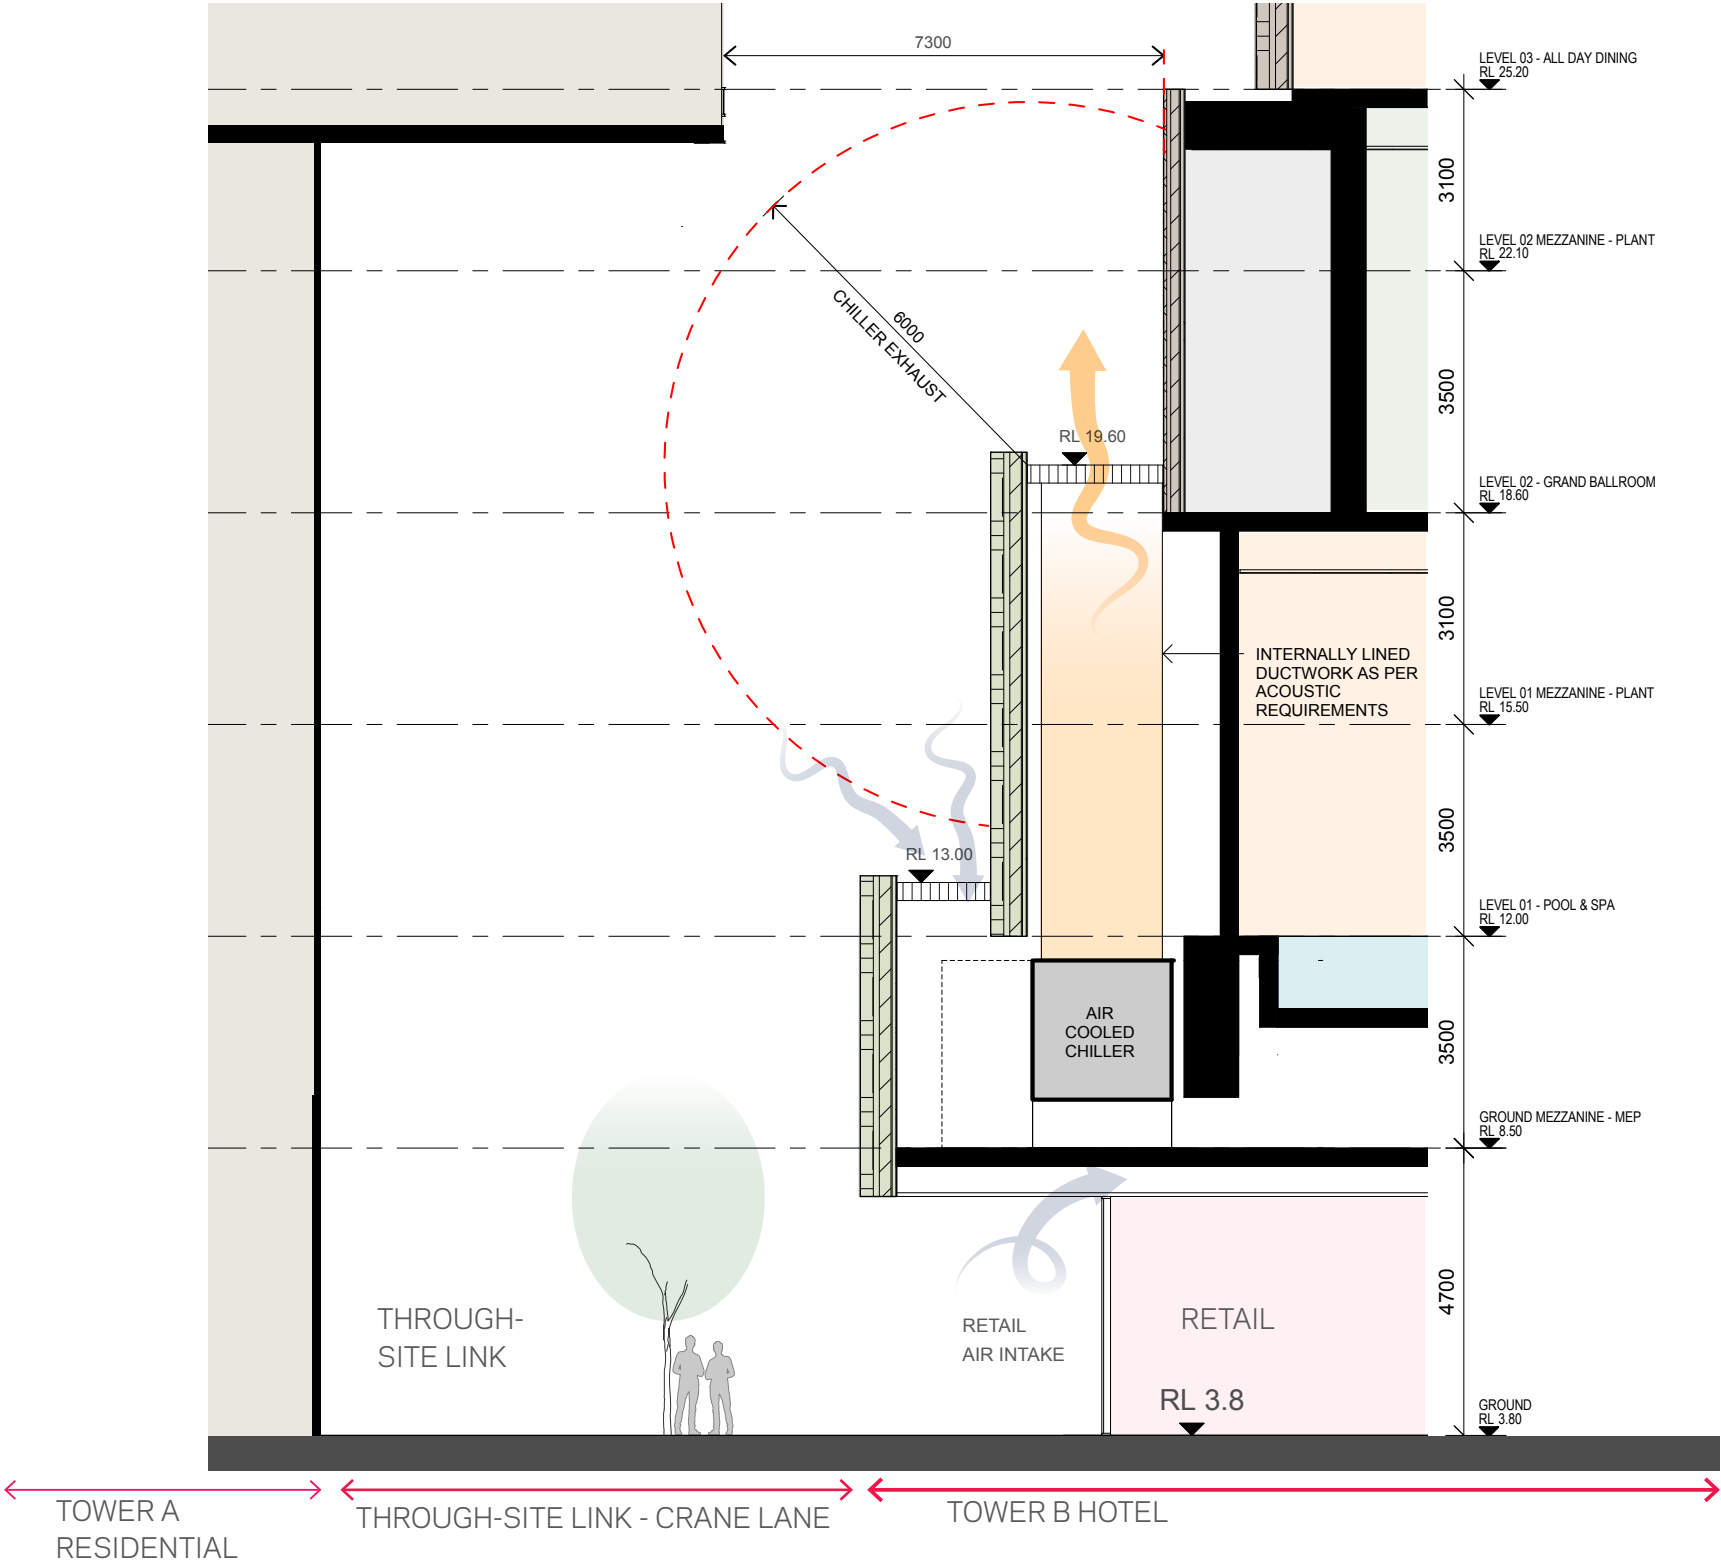 7300
LEVEL 03 - ALL DAY DINING
RL 25.20
3100
LEVEL 02 MEZZANINE - PLANT
RL 22.10
6000
CHILLER EXHAUST
3500
RL 19.60
LEVEL 02 - GRAND BALLROOM
RL 18.60
3100
INTERNALLY LINED
DUCTWORK AS PER
ACOUSTIC
REQUIREMENTS
LEVEL 01 MEZZANINE - PLANT
RL 15.50
3500
RL 13.00
LEVEL 01 - POOL & SPA
RL 12.00
AIR
COOLED
CHILLER
3500
GROUND MEZZANINE - MEP
RL 8.50
4700
THROUGH-
SITE LINK
RETAIL
AIR INTAKE
RETAIL
RL 3.8
GROUND
RL 3.80
TOWER A
RESIDENTIAL
THROUGH-SITE LINK - CRANE LANE
TOWER B HOTEL